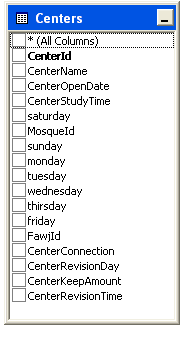 Centers
* (All Columns)
CenterId
CenterName
CenterOpenDate
CenterStudyTime
saturday
MosqueId
sunday
monday
tuesday
wednesday
thirsday
friday
FawjId
CenterConnection
CenterRevisionDay
CenterKeepAmount
CenterRevisionTime